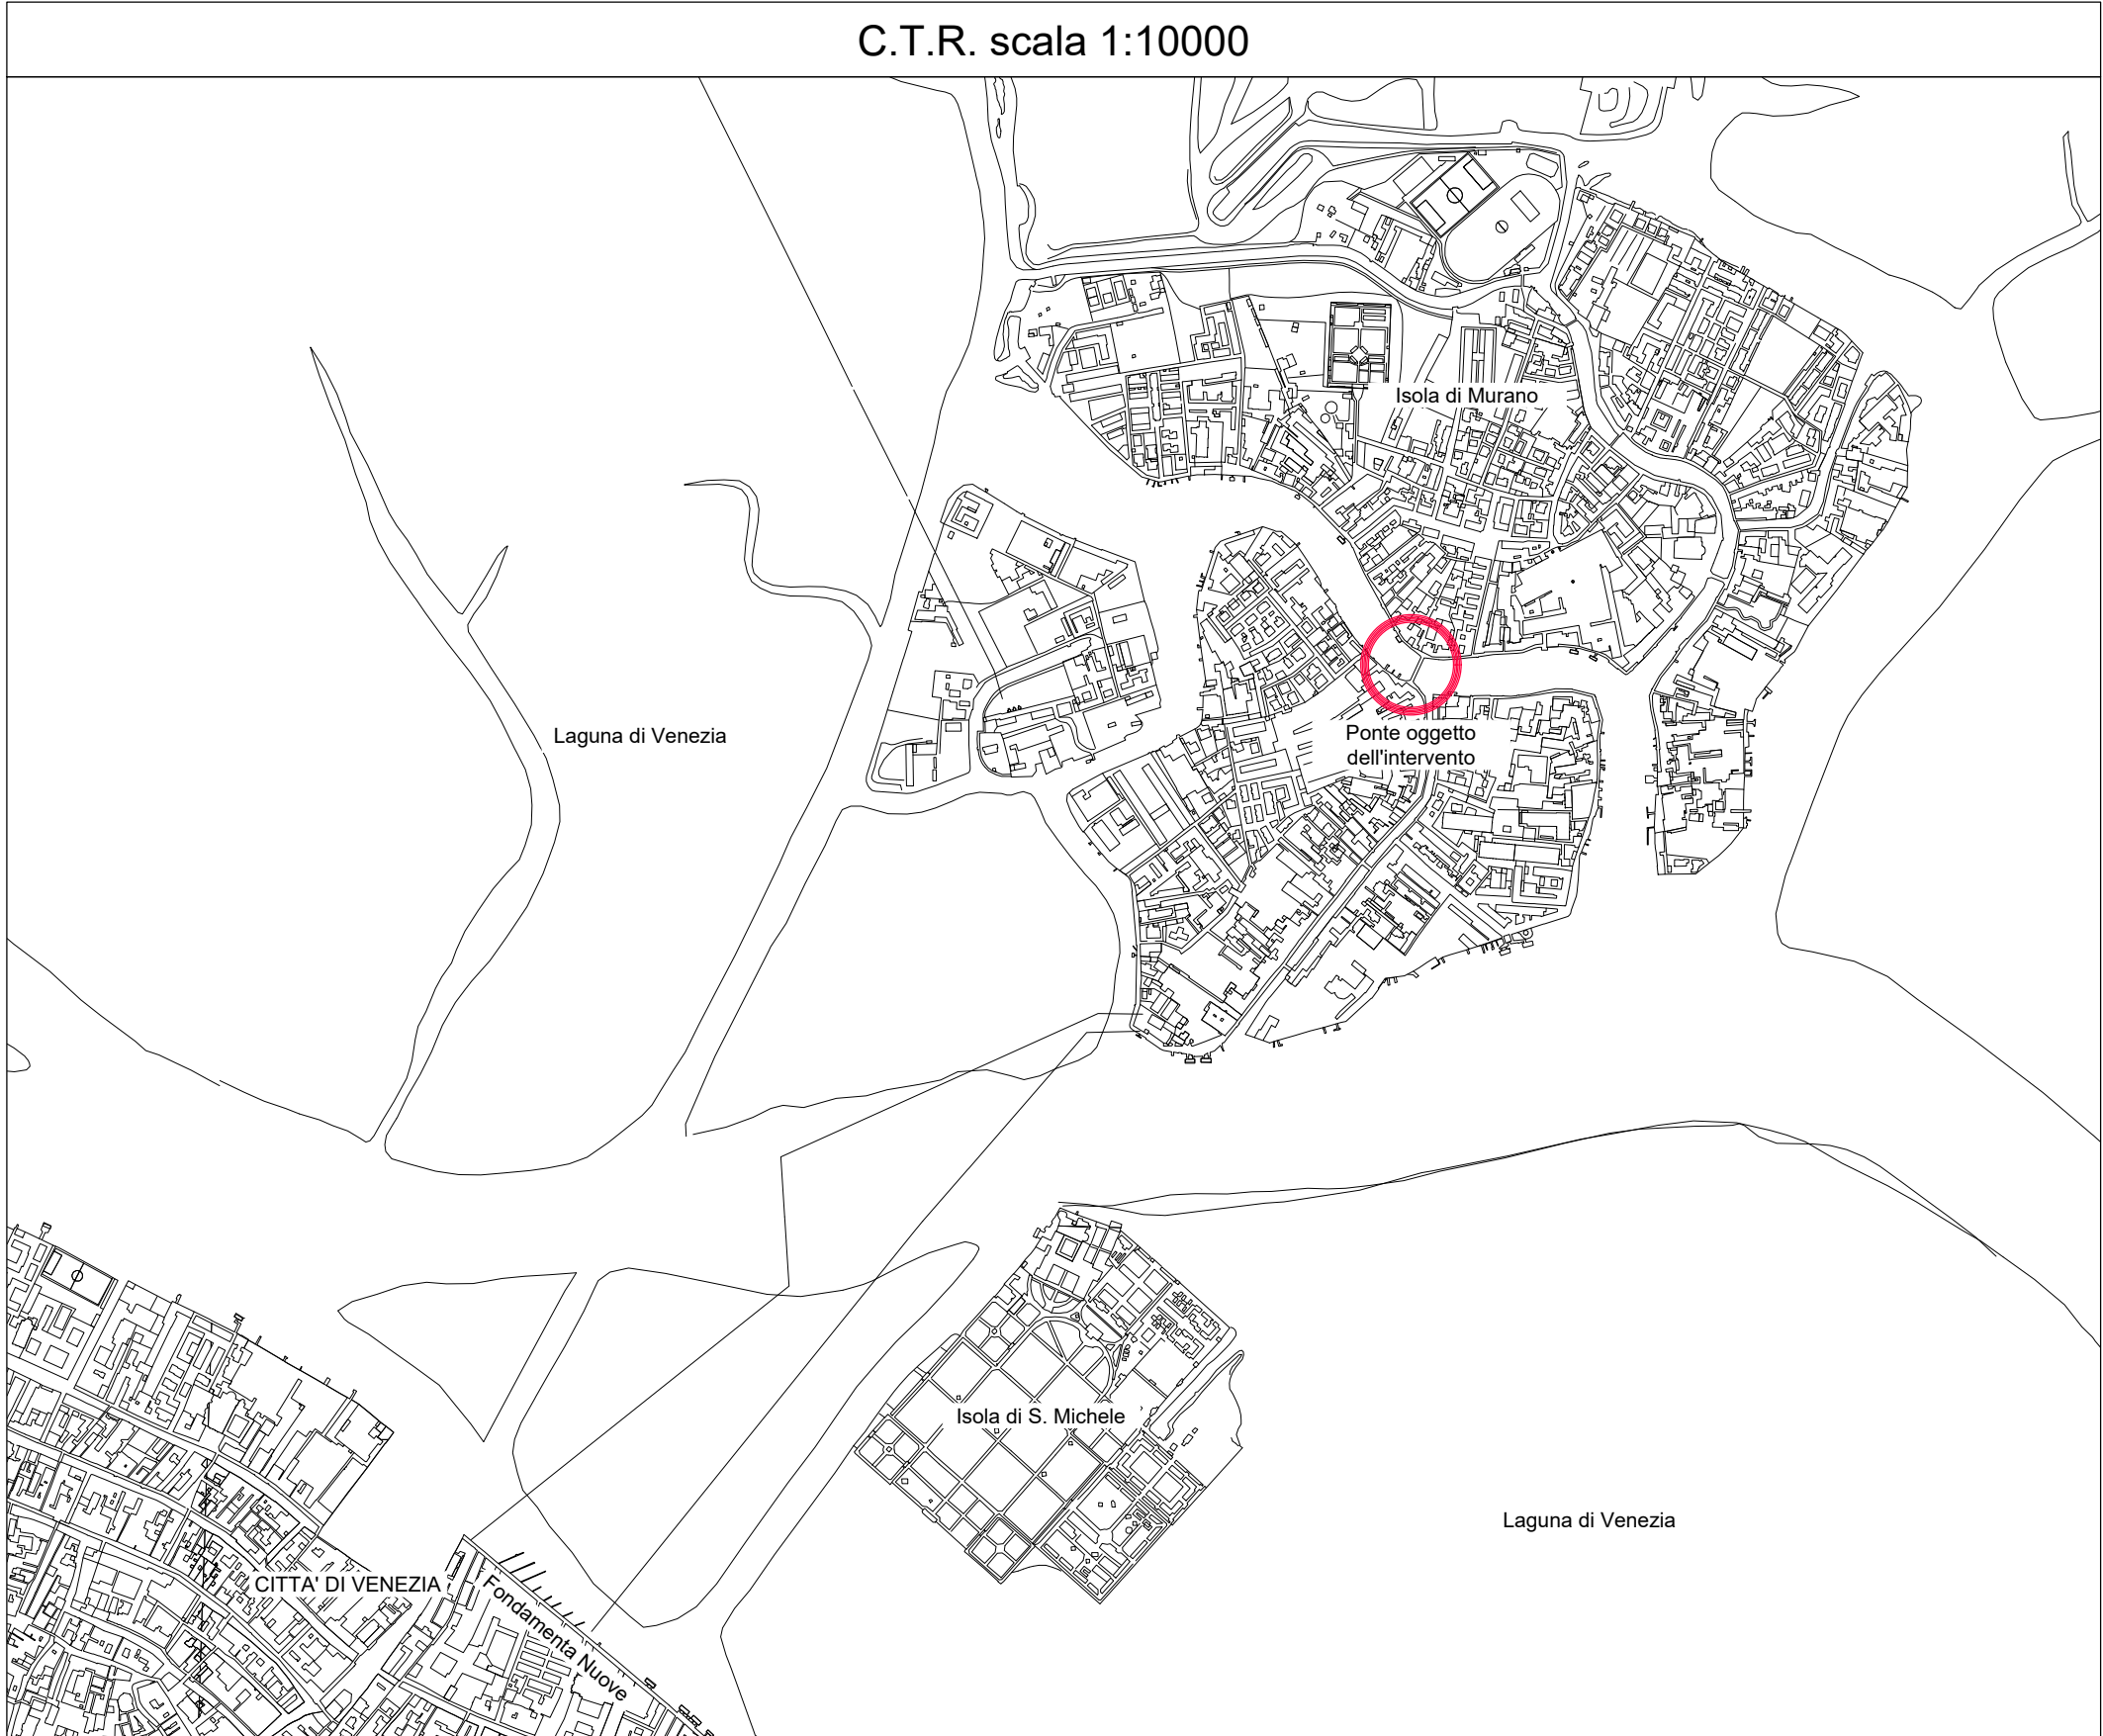 C.T.R. scala 1:10000
Isola di Murano
Laguna di Venezia
Ponte oggetto
dell'intervento
Isola di S. Michele
Laguna di Venezia
CITTA' DI VENEZIA
Fondamenta Nuove